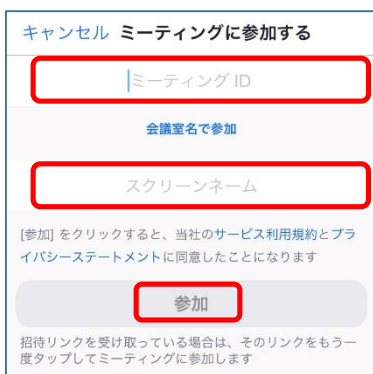 キャンセル ミーティングに参加する
ミーティング ID
会議室名で参加
スクリーンネーム
[参加] をクリックすると、当社のサービス利用規約とプラ
イバシーステートメントに同意したことになります
参加
招待リンクを受け取っている場合は、そのリンクをもう一
度タップしてミーティングに参加します